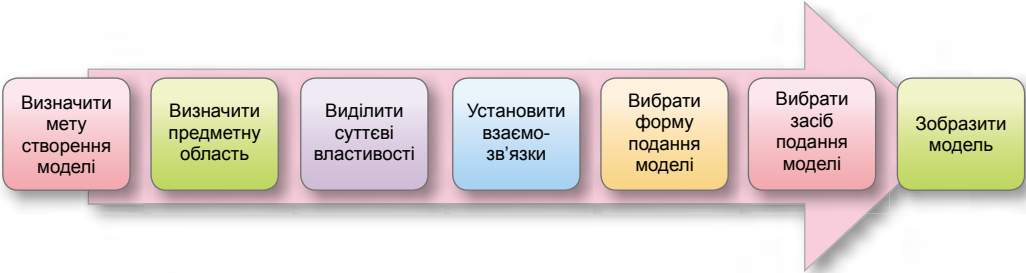 Визначити
мету
створення
моделі
Визначити
предметну
область
Виділити
суттєві
властивості
Установити
взаємо-
зв’язки
Вибрати
форму
подання
моделі
Вибрати
засіб
подання
моделі
Зобразити
модель